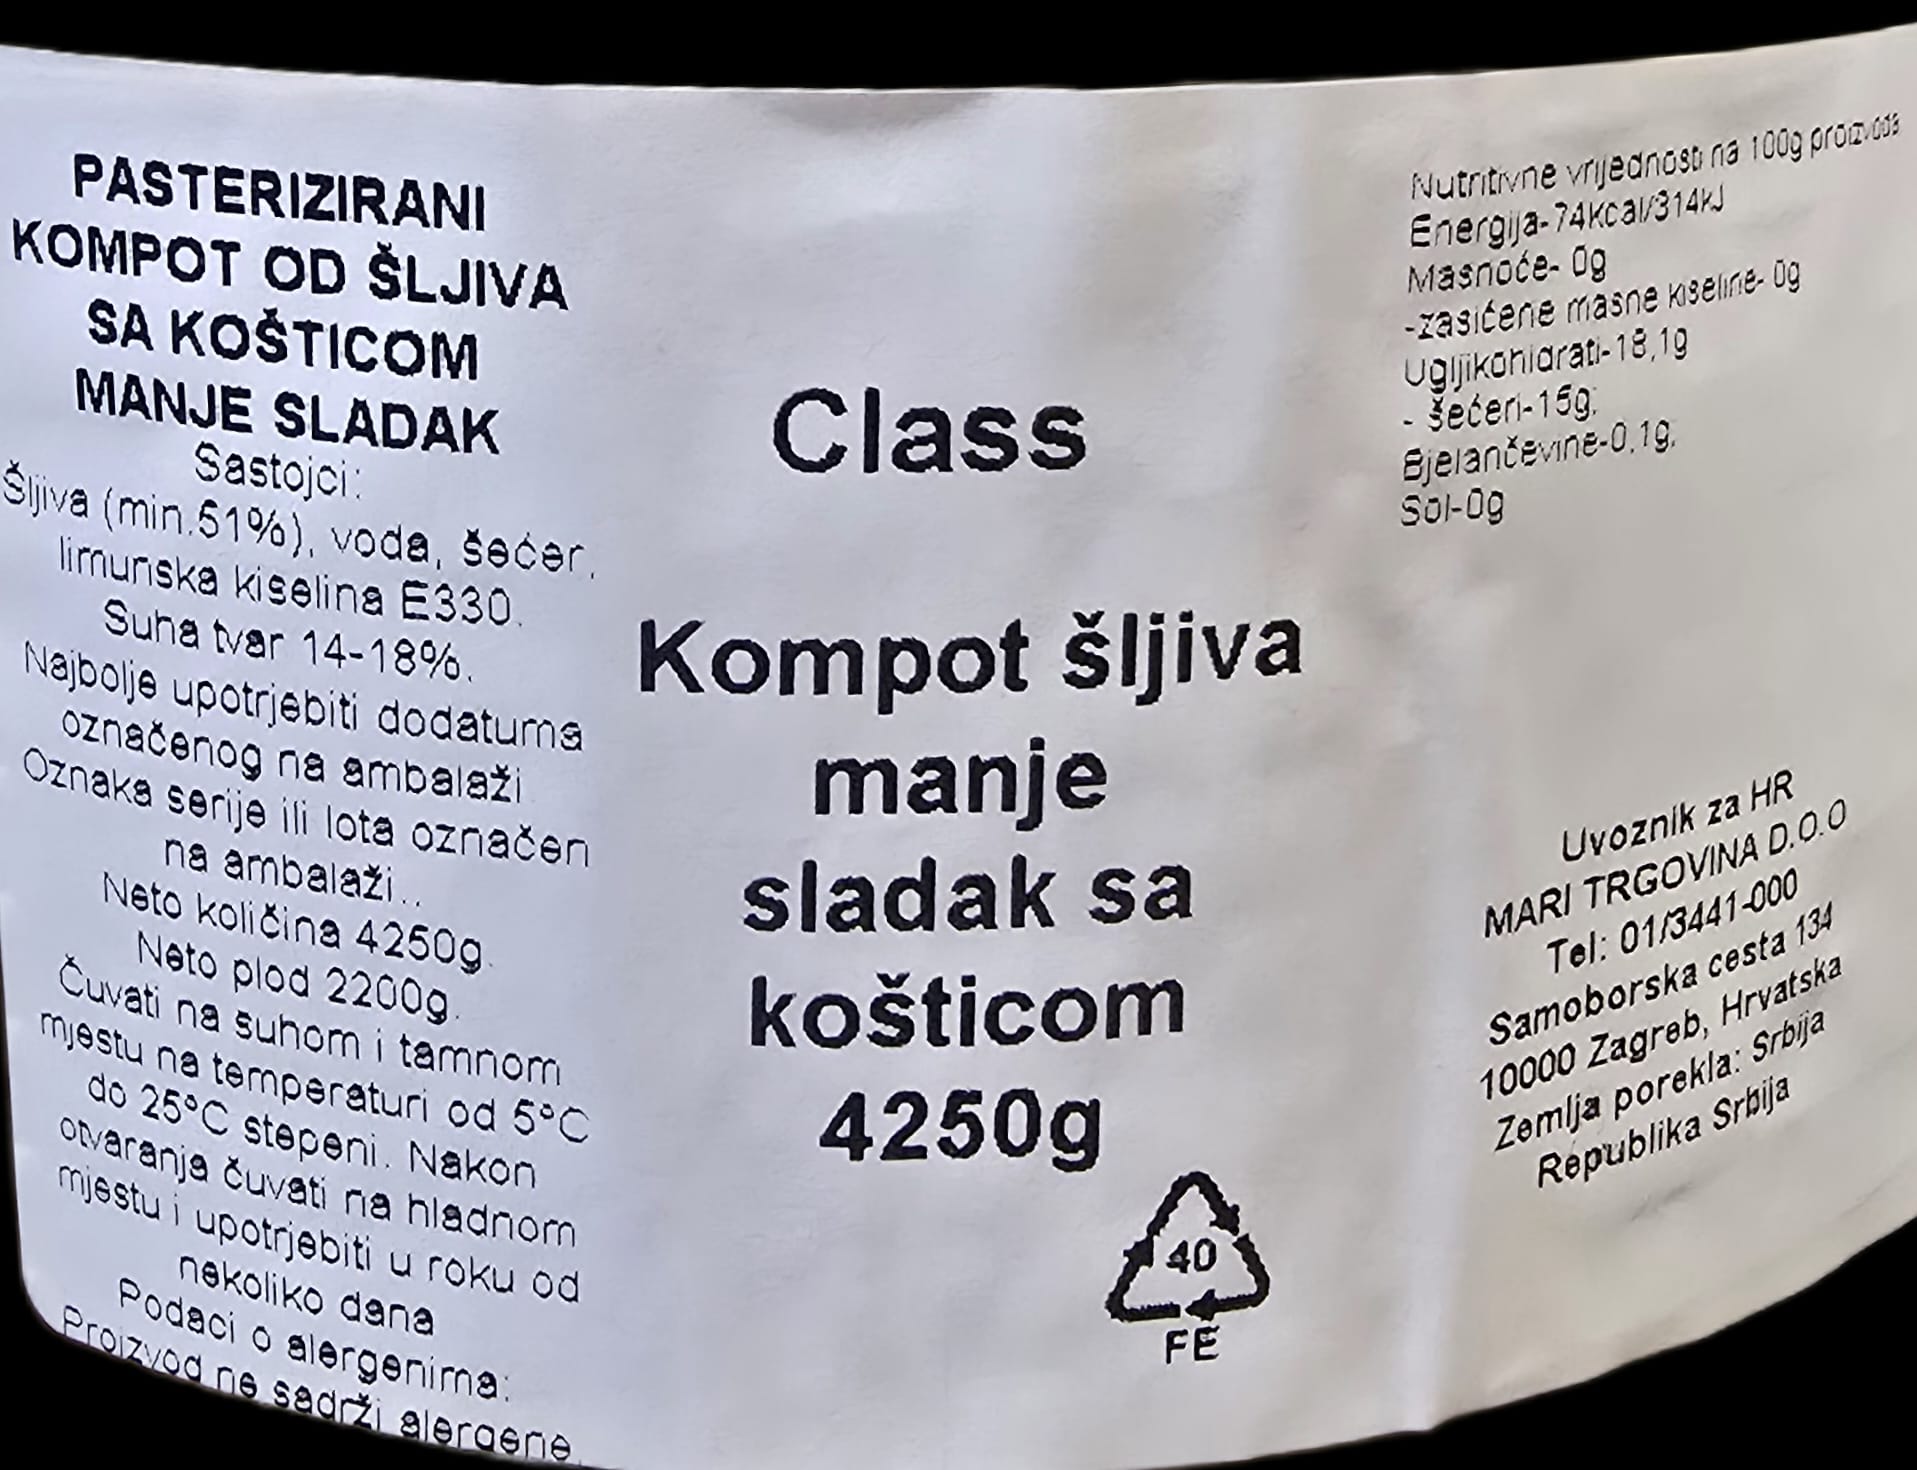 PASTERIZIRANI
KOMPOT OD ŠLJIVA
SA KOŠTICOM
MANJE SLADAK
Sastojci:
Šljiva (min.51%), voda, šećer,
limunska kiselina E330.
Suha tvar 14-18%.
Najbolje upotrjebiti dodatuma
označenog na ambalaži.
Oznaka serije ili lota označen
na ambalaži..
Neto količina 4250g.
Neto plod 2200g.
Čuvati na suhom i tamnom
mjestu na temperaturi od 5°C
do 25°C stepeni. Nakon
otvaranja čuvati na hladnom
mjestu i upotrjebiti u roku od
nekoliko dana
Podaci o alergenima:
Proizvod ne sadrži alergene.
Class
Kompot šljiva
manje
sladak sa
košticom
4250g
40
FE
Nutritivne vrijednosti na 100g proizvoda
Energija-74kcal/314kJ
Masnoće- 0g
-zasićene masne kiseline- 0g
Ugljikohidrati-18,1g
- šećeri-15g;
Bjelančevine-0,1g,
Sol-0g
Uvoznik za HR
MARI TRGOVINA D.O.O
Tel: 01/3441-000
Samoborska cesta 134
10000 Zagreb, Hrvatska
Zemlja porekla: Srbija
Republika Srbija